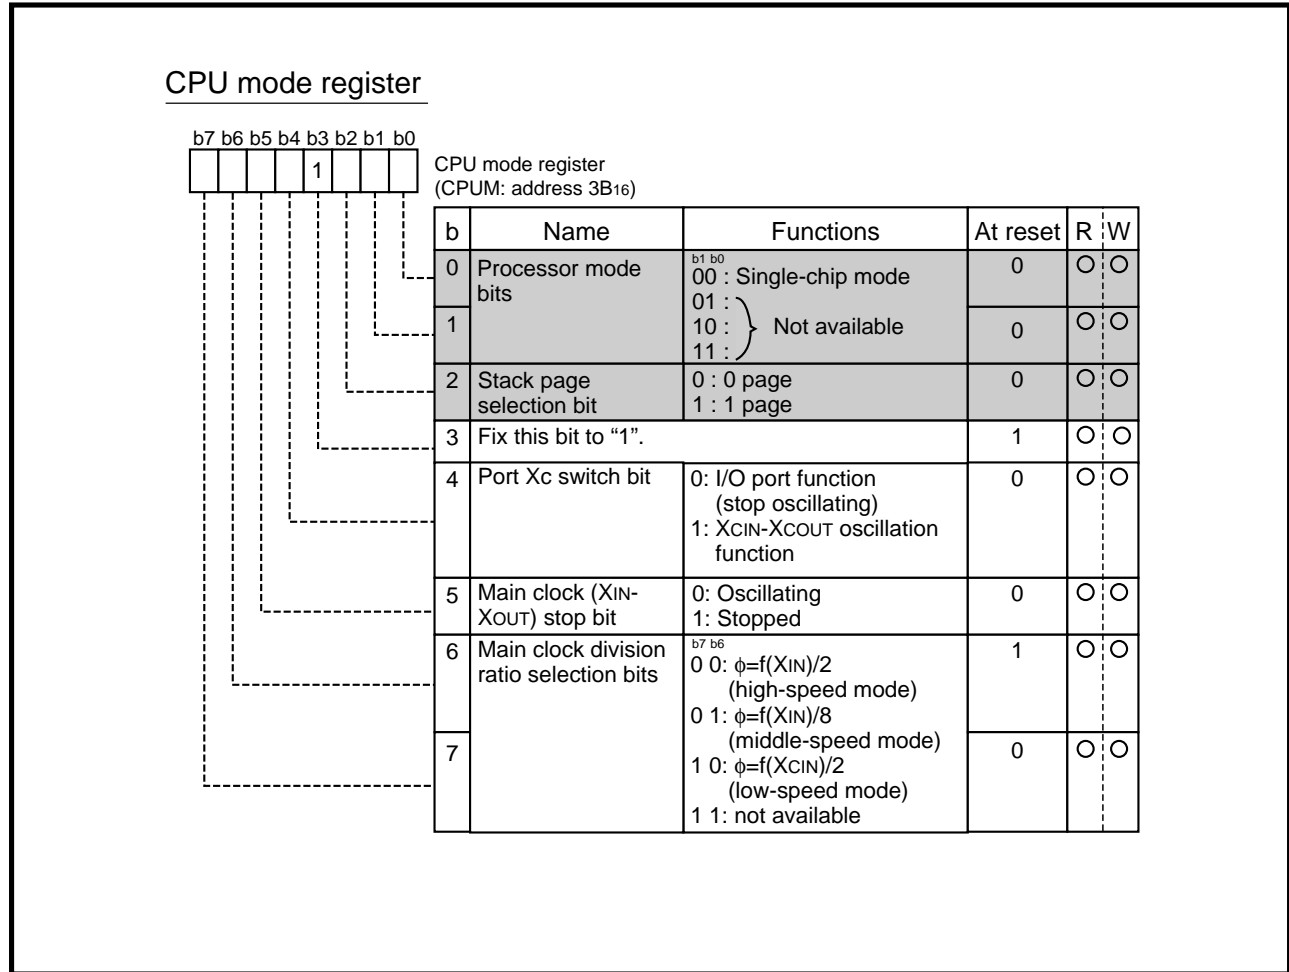 CPU mode register
b7 b6 b5 b4 b3 b2 b1 b0
1
CPU mode register
(CPUM: address 3B16)
b Name Functions At reset R W
0 Processor mode bits
b1 b0
00 : Single-chip mode
01 :
10 : Not available
11 :
0 O O
1 0 O O
2 Stack page selection bit
0 : 0 page
1 : 1 page
0 O O
3 Fix this bit to “1”. 1 O O
4 Port Xc switch bit
0: I/O port function
(stop oscillating)
1: XCIN-XCOUT oscillation
function
0 O O
5 Main clock (XIN-
XOUT) stop bit
0: Oscillating
1: Stopped
0 O O
6 Main clock division
ratio selection bits
b7 b6
0 0: φ=f(XIN)/2
(high-speed mode)
0 1: φ=f(XIN)/8
(middle-speed mode)
1 0: φ=f(XCIN)/2
(low-speed mode)
1 1: not available
1 O O
7 0 O O